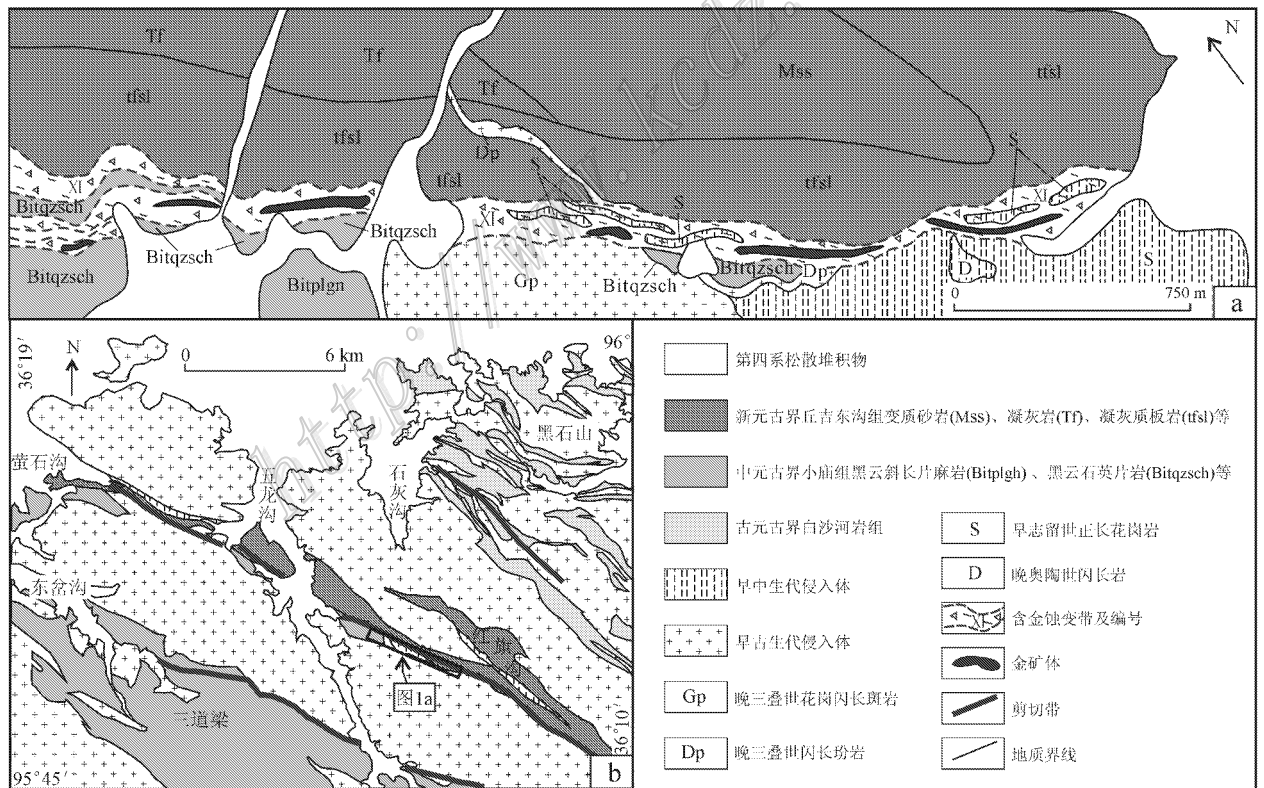 Tf
Tf
Mss
tfsl
N
tfsl
tfsl
Tf
Dp
S
S
tfsl
tfsl
XI
XI
XI
S
Bitqzsch
Bitqzsch
Bitqzsch
Bitqzsch
Bitplgn
Gp
Bitqzsch
Bitqzsch
Dp
D
S
0
750 m
a
36°19′
N
0
6 km
96°
萤石沟
五龙沟
石灰沟
黑石山
东岔沟
三道梁
红旗
图1a
36°10′
95°45′
b
第四系松散堆积物
新元古界丘吉东沟组变质砂岩(Mss)、凝灰岩(Tf)、凝灰质板岩(tfsl)等
中元古界小庙组黑云斜长片麻岩(Bitplgh)、黑云石英片岩(Bitqzsch)等
古元古界白沙河岩组
S 早志留世正长花岗岩
早中生代侵入体
D 晚奥陶世闪长岩
早古生代侵入体
XI 含金蚀变带及编号
金矿体
Gp 晚三叠世花岗闪长斑岩
剪切带
Dp 晚三叠世闪长玢岩
地质界线
http://www.kcdz.